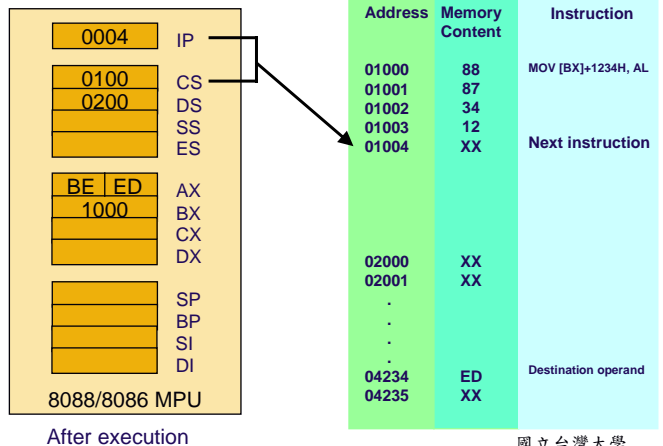 0004 IP
0100 CS
0200 DS
SS
ES
BE ED AX
1000 BX
CX
DX
SP
BP
SI
DI
8088/8086 MPU
After execution
Address Memory Content Instruction
01000 88 MOV [BX]+1234H, AL
01001 87
01002 34
01003 12
01004 XX Next instruction
02000 XX
02001 XX
.
.
.
.
04234 ED Destination operand
04235 XX
國立台灣大學